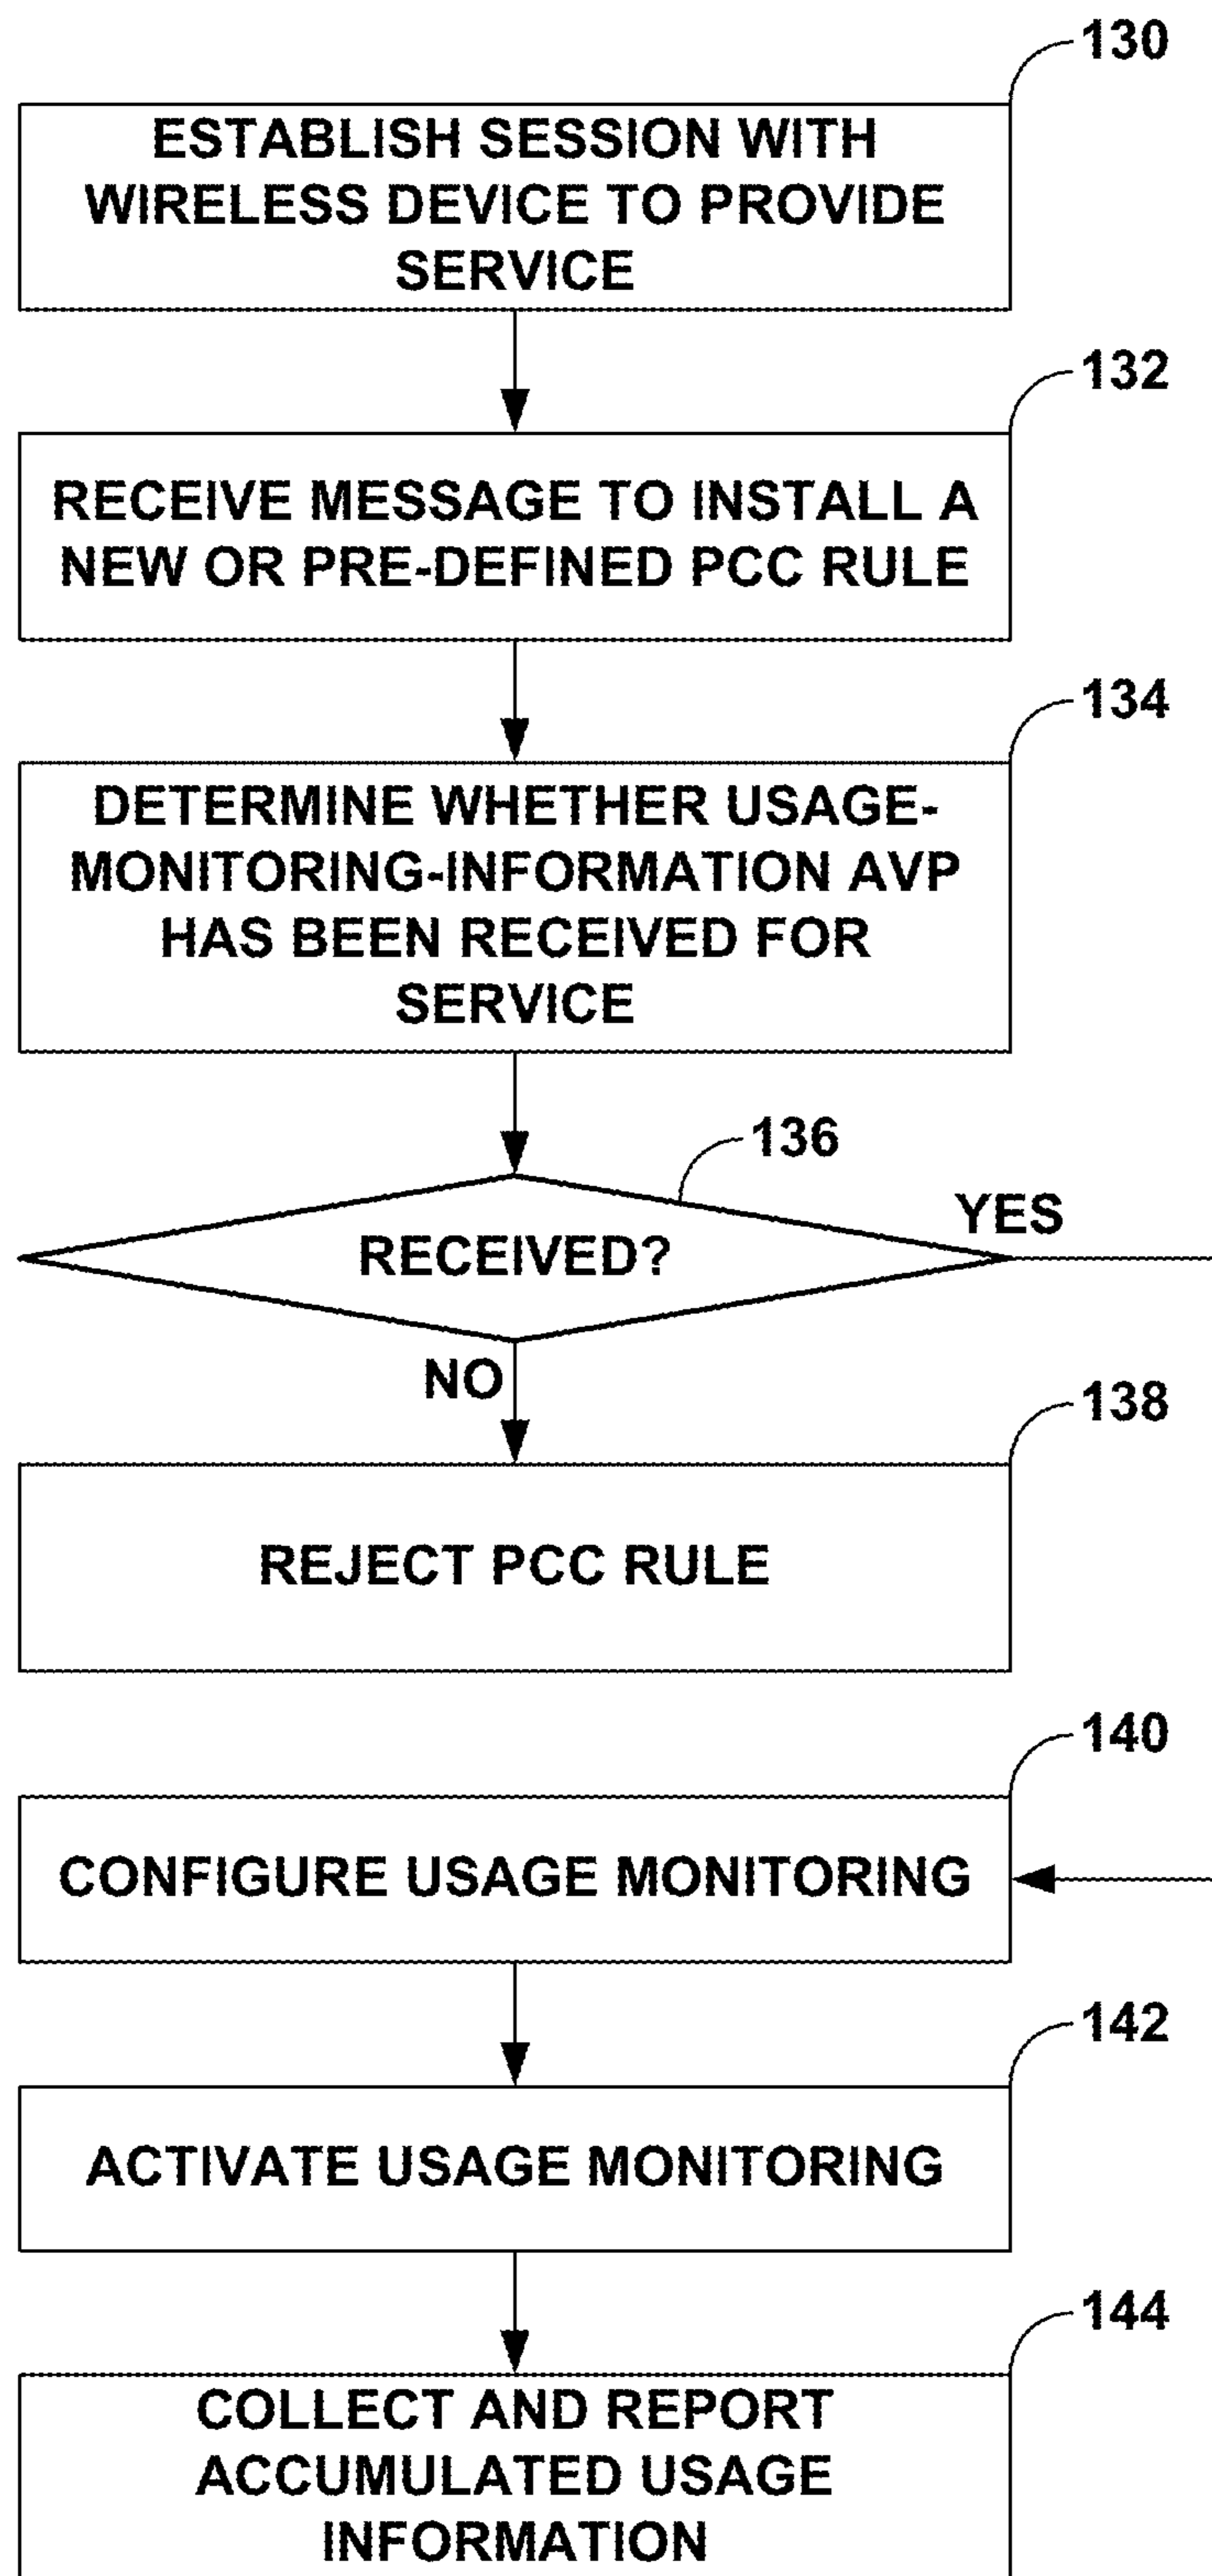 130
ESTABLISH SESSION WITH
WIRELESS DEVICE TO PROVIDE
SERVICE
132
RECEIVE MESSAGE TO INSTALL A
NEW OR PRE-DEFINED PCC RULE
134
DETERMINE WHETHER USAGE-
MONITORING-INFORMATION AVP
HAS BEEN RECEIVED FOR
SERVICE
136
YES
RECEIVED?
NO
138
REJECT PCC RULE
140
CONFIGURE USAGE MONITORING
142
ACTIVATE USAGE MONITORING
144
COLLECT AND REPORT
ACCUMULATED USAGE
INFORMATION